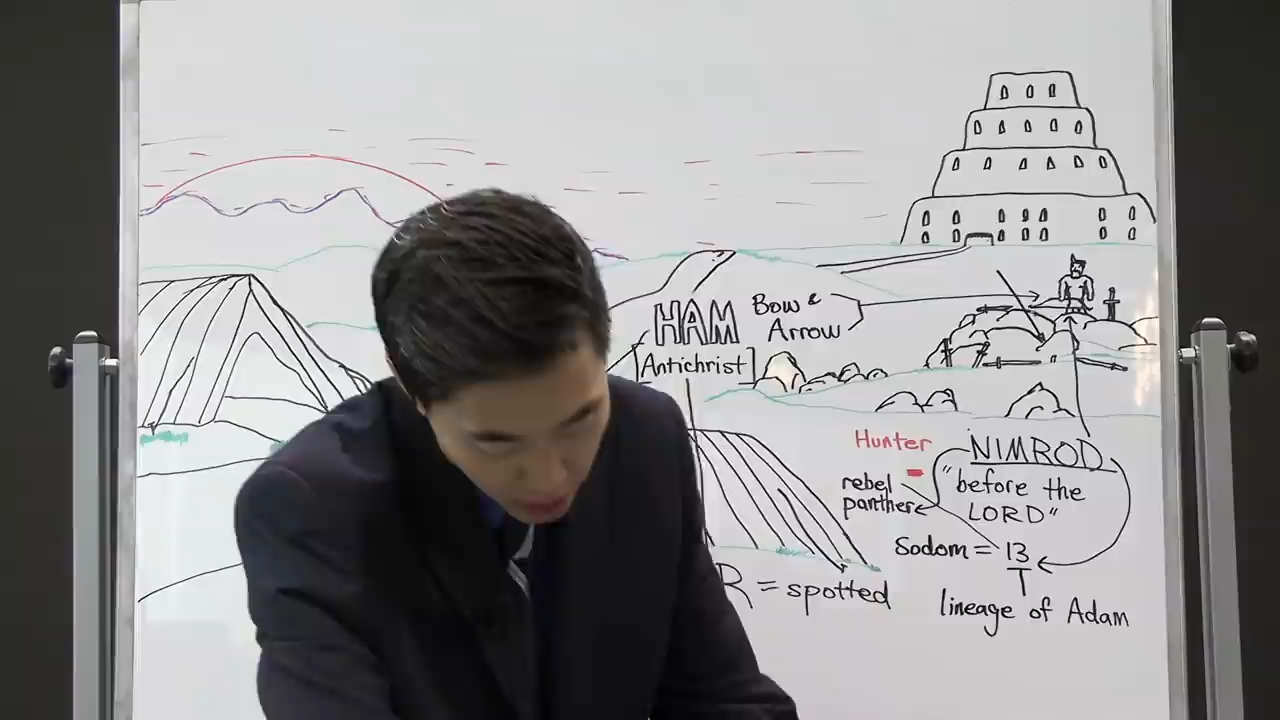 HAM
[Antichrist]
Bow &
Arrow
Hunter
rebel
panther
NIMROD
"before the
LORD"
Sodom = 13
lineage of Adam
R = spotted